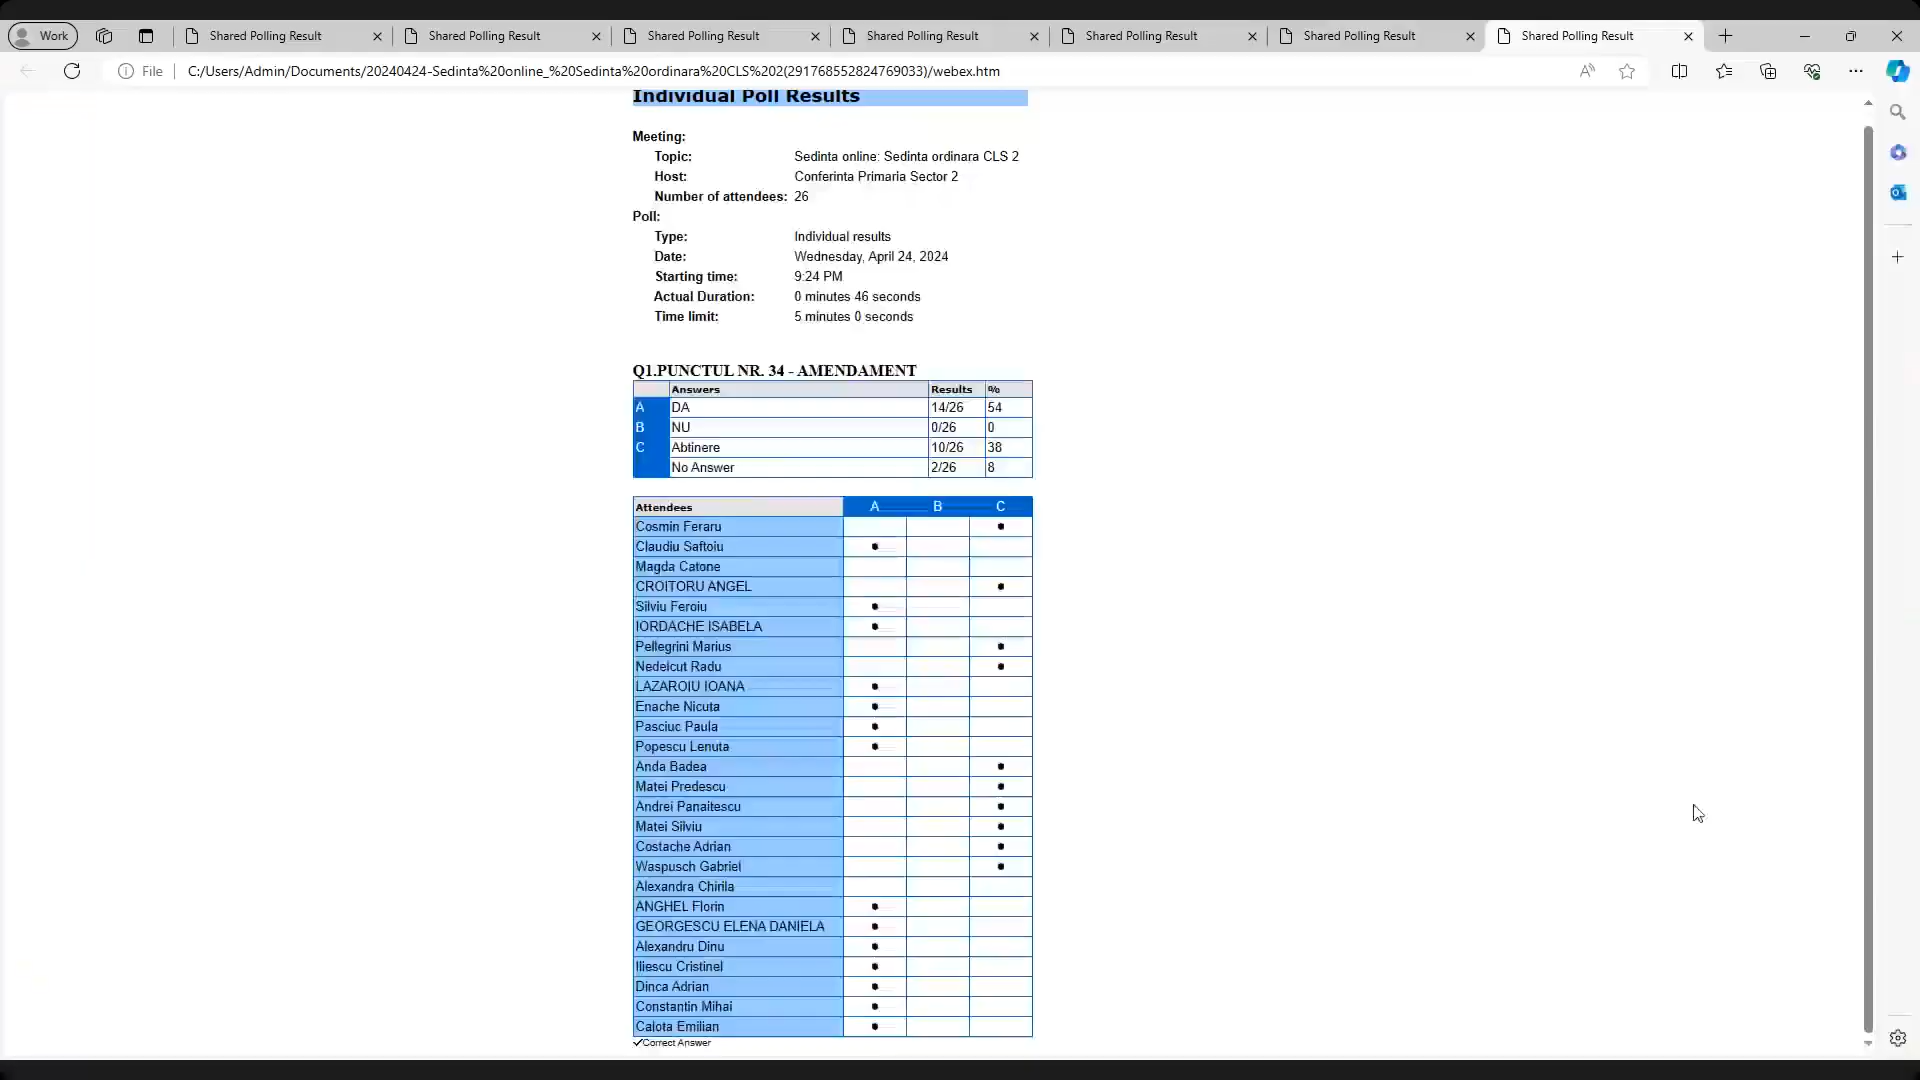 Work
Shared Polling Result
Shared Polling Result
Shared Polling Result
Shared Polling Result
Shared Polling Result
Shared Polling Result
Shared Polling Result
File C:/Users/Admin/Documents/20240424-Sedinta%20online_%20Sedinta%20ordinara%20CLS%202(291768552824769033)/webex.htm
Individual Poll Results
Meeting:
Topic: Sedinta online: Sedinta ordinara CLS 2
Host: Conferinta Primaria Sector 2
Number of attendees: 26
Poll:
Type: Individual results
Date: Wednesday, April 24, 2024
Starting time: 9:24 PM
Actual Duration: 0 minutes 46 seconds
Time limit: 5 minutes 0 seconds
Q1.PUNCTUL NR. 34 - AMENDAMENT
Answers Results %
A DA 14/26 54
B NU 0/26 0
C Abtinere 10/26 38
No Answer 2/26 8
Attendees A B C
Cosmin Feraru
Claudiu Saftoiu
Magda Catone
CROITORU ANGEL
Silviu Feroiu
IORDACHE ISABELA
Pellegrini Marius
Nedelcut Radu
LAZAROIU IOANA
Enache Nicuta
Pasciuc Paula
Popescu Lenuta
Anda Badea
Matei Predescu
Andrei Panaitescu
Matei Silviu
Costache Adrian
Waspusch Gabriel
Alexandra Chirila
ANGHEL Florin
GEORGESCU ELENA DANIELA
Alexandru Dinu
Iliescu Cristinel
Dinca Adrian
Constantin Mihai
Calota Emilian
✓Correct Answer